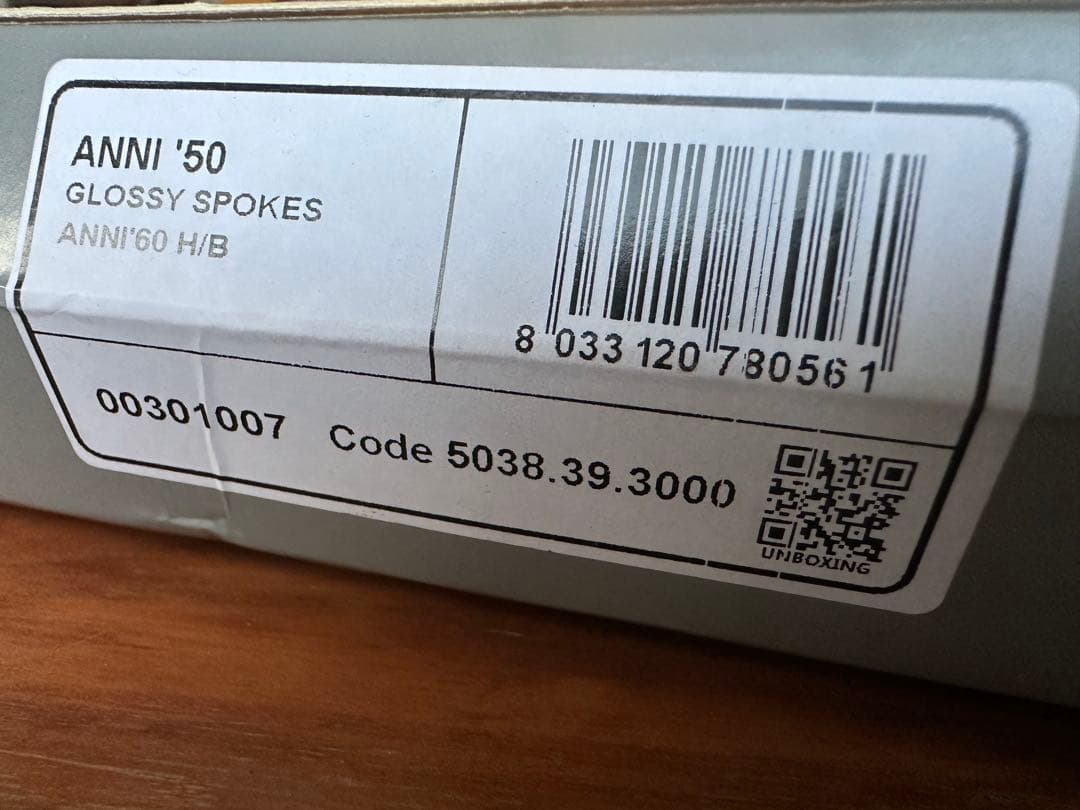 ANNI '50
GLOSSY SPOKES
ANNI'60 H/B
8 033120 780561
00301007 Code 5038.39.3000
UNBOXING